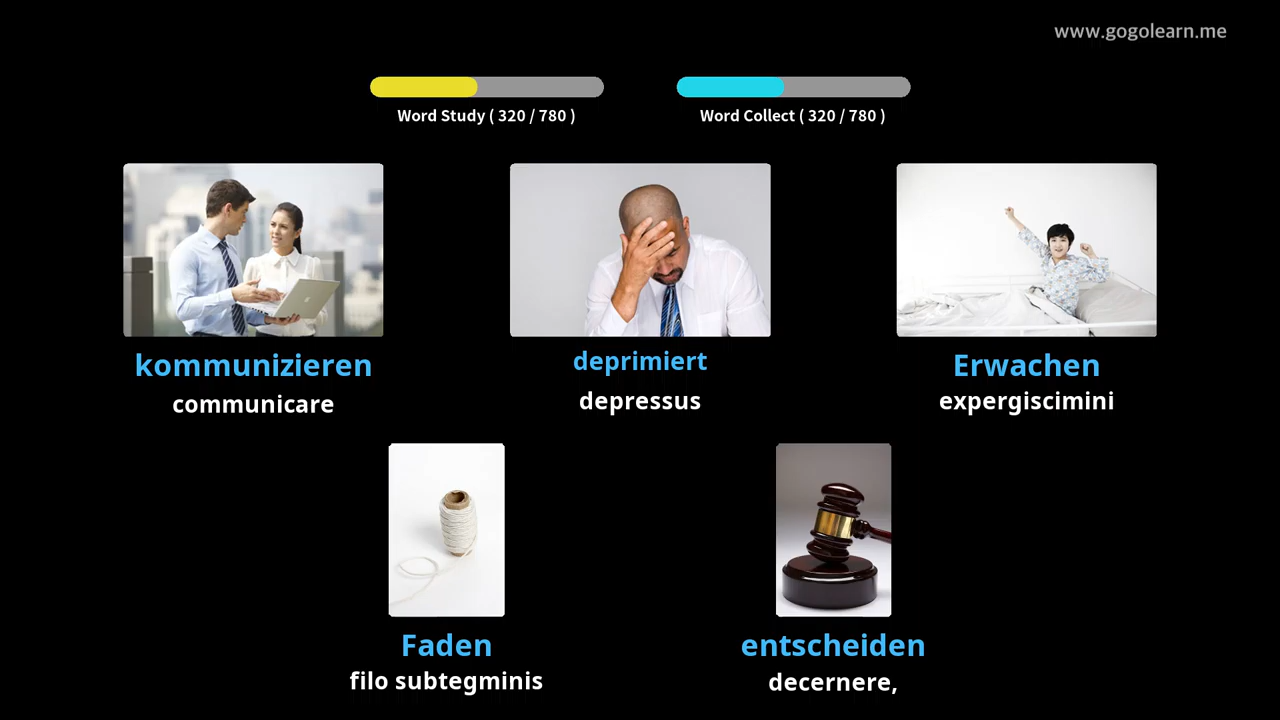 www.gogolearn.me
Word Study ( 320 / 780 )
Word Collect ( 320 / 780 )
kommunizieren
communicare
deprimiert
depressus
Erwachen
expergiscimini
Faden
filo subtegminis
entscheiden
decernere,